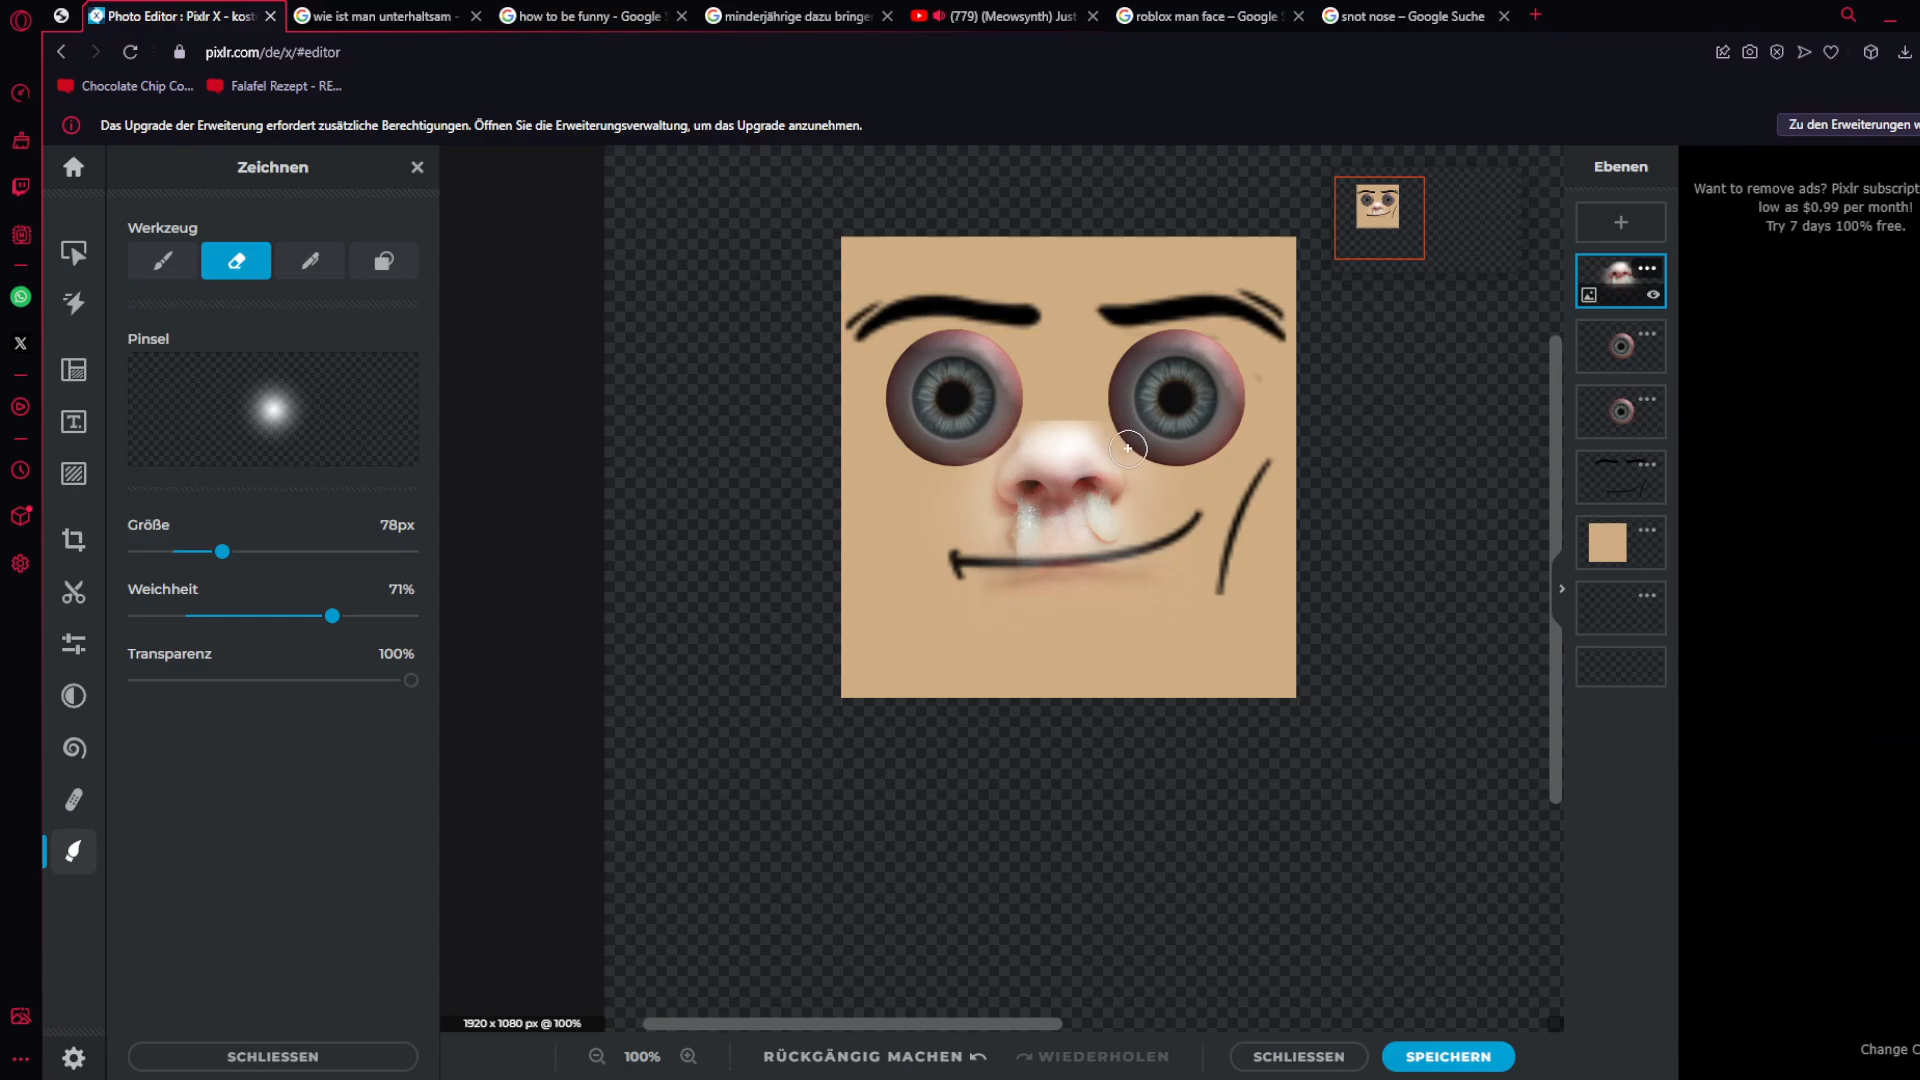 Photo Editor : Pixlr X - kost
wie ist man unterhaltsam -
how to be funny - Google S
minderjährige dazu bringen
(779) (Meowsynth) Just
roblox man face – Google S
snot nose – Google Suche
pixlr.com/de/x/#editor
Chocolate Chip Co...
Falafel Rezept - RE...
Das Upgrade der Erweiterung erfordert zusätzliche Berechtigungen. Öffnen Sie die Erweiterungsverwaltung, um das Upgrade anzunehmen.
Zu den Erweiterungen w
Zeichnen
Ebenen
Want to remove ads? Pixlr subscript
low as $0.99 per month!
Try 7 days 100% free.
Werkzeug
Pinsel
Größe
78px
Weichheit
71%
Transparenz
100%
1920 x 1080 px @ 100%
SCHLIESSEN
100%
RÜCKGÄNGIG MACHEN
WIEDERHOLEN
SCHLIESSEN
SPEICHERN
Change C